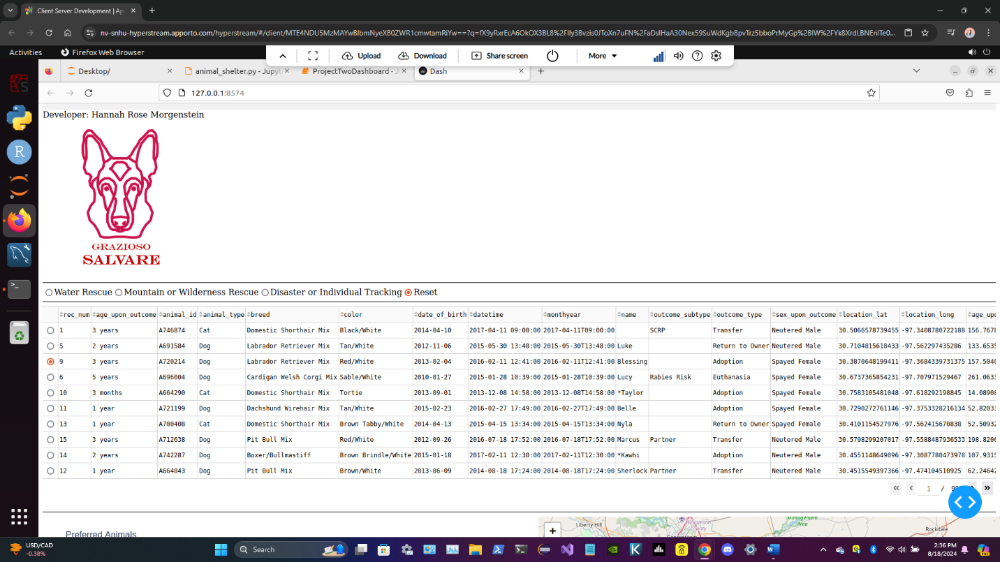 Client Server Development | Ap
nv-snhu-hyperstream.apporto.com/hyperstream/#/client/
Activities Firefox Web Browser
Upload Download Share screen More
Desktop/ animal_shelter.py - Jupyt ProjectTwoDashboard - J Dash
127.0.0.1:8574
Developer: Hannah Rose Morgenstein
GRAZIOSO
SALVARE
Water Rescue Mountain or Wilderness Rescue Disaster or Individual Tracking Reset
rec_num age_upon_outcome animal_id animal_type breed color date_of_birth datetime monthyear name outcome_subtype outcome_type sex_upon_outcome location_lat location_long age_upo
1 3 years A746874 Cat Domestic Shorthair Mix Black/White 2014-04-10 2017-04-11 09:00:00 2017-04-11T09:00:00 SCRP Transfer Neutered Male 30.5066578739455 -97.3408780722188 156.7678
5 2 years A691584 Dog Labrador Retriever Mix Tan/White 2012-11-06 2015-05-30 13:48:00 2015-05-30T13:48:00 Luke Return to Owner Neutered Male 30.7104815618433 -97.562297435286 133.6535
9 3 years A720214 Dog Labrador Retriever Mix Red/White 2013-02-04 2016-02-11 12:41:00 2016-02-11T12:41:00 Blessing Adoption Spayed Female 30.3870648199411 -97.3684339731375 157.5040
6 5 years A696004 Dog Cardigan Welsh Corgi Mix Sable/White 2010-01-27 2015-01-28 10:39:00 2015-01-28T10:39:00 Lucy Rabies Risk Euthanasia Spayed Female 30.6737365854231 -97.707971529467 261.0633
10 3 months A664290 Cat Domestic Shorthair Mix Tortie 2013-09-01 2013-12-08 14:58:00 2013-12-08T14:58:00 *Taylor Adoption Spayed Female 30.7583105481048 -97.618292198845 14.08908
11 1 year A721199 Dog Dachshund Wirehair Mix Tan/White 2015-02-23 2016-02-27 17:49:00 2016-02-27T17:49:00 Belle Adoption Spayed Female 30.7290272761146 -97.3753328216134 52.82033
13 1 year A700408 Cat Domestic Shorthair Mix Brown Tabby/White 2014-04-13 2015-04-15 13:34:00 2015-04-15T13:34:00 Nyla Return to Owner Spayed Female 30.4101154527976 -97.562415670838 52.50932
15 3 years A712638 Dog Pit Bull Mix Red/White 2012-09-26 2016-07-18 17:52:00 2016-07-18T17:52:00 Marcus Partner Transfer Neutered Male 30.5798299207017 -97.5588487936533 198.8206
14 2 years A742287 Dog Boxer/Bullmastiff Brown Brindle/White 2015-01-18 2017-02-11 12:30:00 2017-02-11T12:30:00 *Kawhi Adoption Neutered Male 30.4551148649096 -97.3087780473978 107.9315
12 1 year A664843 Dog Pit Bull Mix Brown/White 2013-06-09 2014-08-18 17:24:00 2014-08-18T17:24:00 Sherlock Partner Transfer Neutered Male 30.4515549397366 -97.474104510925 62.24642
1 /
Preferred Animals
+
Liberty Hill
Williamson
County
Management
Area
Rockdale
USD/CAD
-0.38%
Search
2:36 PM
8/18/2024